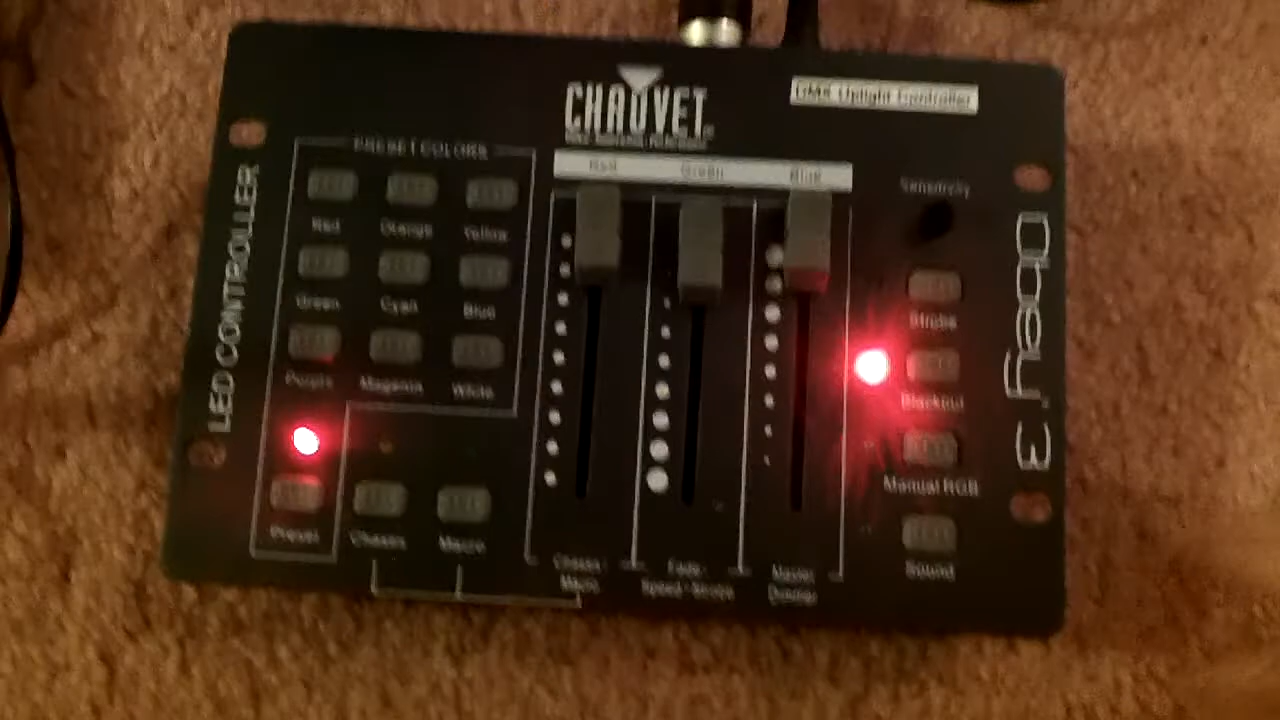 CHAUVET
DMX Uplight Controller
PRESET COLORS
Red
Green
Blue
Sensitivity
LED CONTROLLER
Obey 3
Red
Orange
Yellow
Green
Cyan
Blue
Strobe
Purple
Magenta
White
Blackout
Manual RGB
Preset
Chases
Macro
Sound
Chases
Macro
Fade
Speed
Strobe
Master
Dimmer